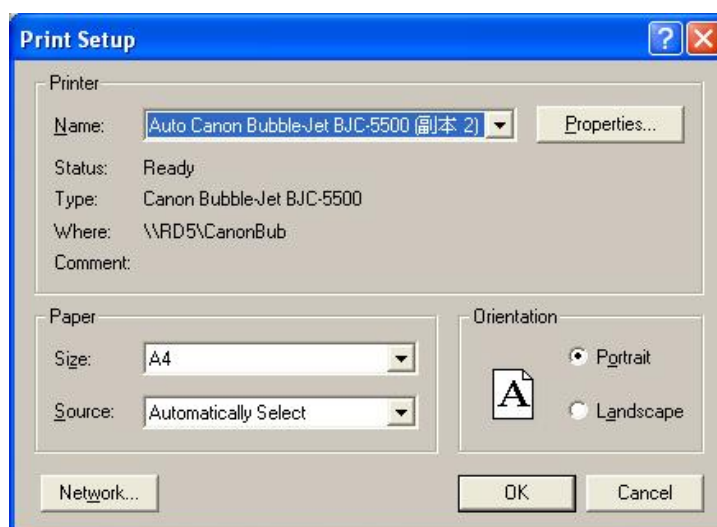 Print Setup
Printer
Name: Auto Canon Bubble-Jet BJC-5500 (副本 2) Properties...
Status: Ready
Type: Canon Bubble-Jet BJC-5500
Where: \\RD5\CanonBub
Comment:
Paper
Size: A4
Source: Automatically Select
Orientation
A
Portrait
Landscape
Network... OK Cancel